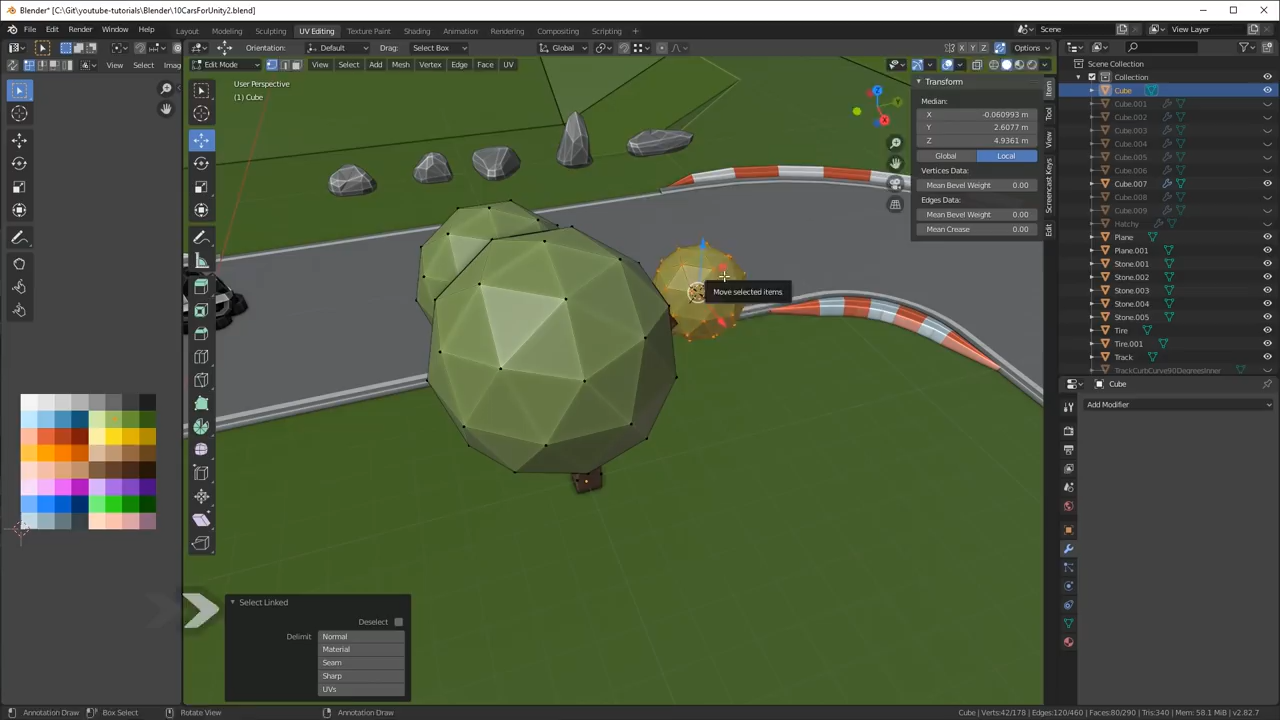 Blender* [C:\Git\youtube-tutorials\Blender\10CarsForUnity2.blend]
File Edit Render Window Help Layout Modeling Sculpting UV Editing Texture Paint Shading Animation Rendering Compositing Scripting + Scene View Layer
Orientation: Default Drag: Select Box Global X Y Z Options
View Select Imag Edit Mode View Select Add Mesh Vertex Edge Face UV
User Perspective
(1) Cube
Transform
Median:
X -0.060993 m
Y 2.6077 m
Z 4.9361 m
Global Local
Vertices Data:
Mean Bevel Weight 0.00
Edges Data:
Mean Bevel Weight 0.00
Mean Crease 0.00
Item
Tool
View
Screencast Keys
Edit
Move selected items
Scene Collection
Collection
Cube
Cube.001
Cube.002
Cube.003
Cube.004
Cube.005
Cube.006
Cube.007
Cube.008
Cube.009
Hatchy
Plane
Plane.001
Stone.001
Stone.002
Stone.003
Stone.004
Stone.005
Tire
Tire.001
Track
TrackCurbCurve90DegreesInner
Cube
Add Modifier
Select Linked
Deselect
Delimit Normal
Material
Seam
Sharp
UVs
Annotation Draw Box Select Rotate View Annotation Draw Cube | Verts:42/178 | Edges:120/460 | Faces:80/290 | Tris:340 | Mem: 58.1 MiB | v2.82.7